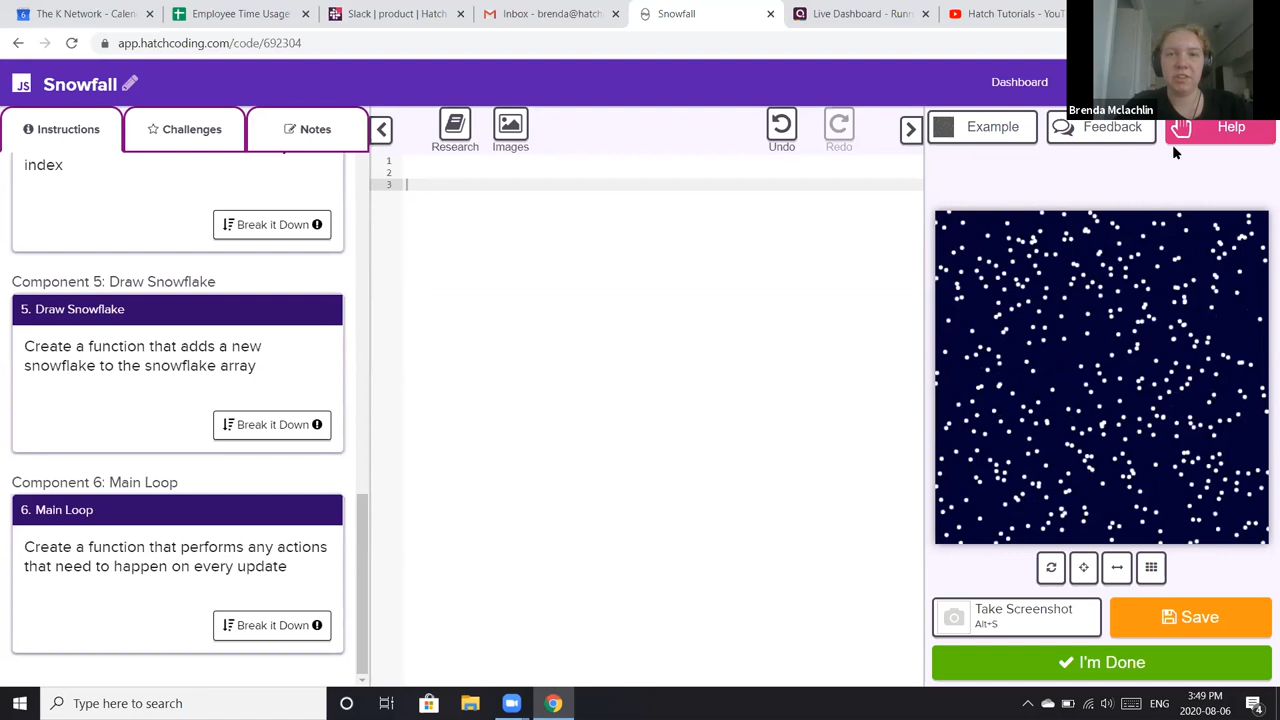 The K Network - Calen
Employee Time Usage
Slack | product | Hatch
Inbox - brenda@hatch
Snowfall
Live Dashboard - Runn
Hatch Tutorials - YouT
app.hatchcoding.com/code/692304
Brenda Mclachlin
JS Snowfall
Dashboard
Instructions
Challenges
Notes
Research
Images
Undo
Redo
Example
Feedback
Help
index
Break it Down
Component 5: Draw Snowflake
5. Draw Snowflake
Create a function that adds a new
snowflake to the snowflake array
Break it Down
Component 6: Main Loop
6. Main Loop
Create a function that performs any actions
that need to happen on every update
Break it Down
1
2
3
Take Screenshot
Alt+S
Save
I'm Done
Type here to search
ENG
3:49 PM
2020-08-06
4